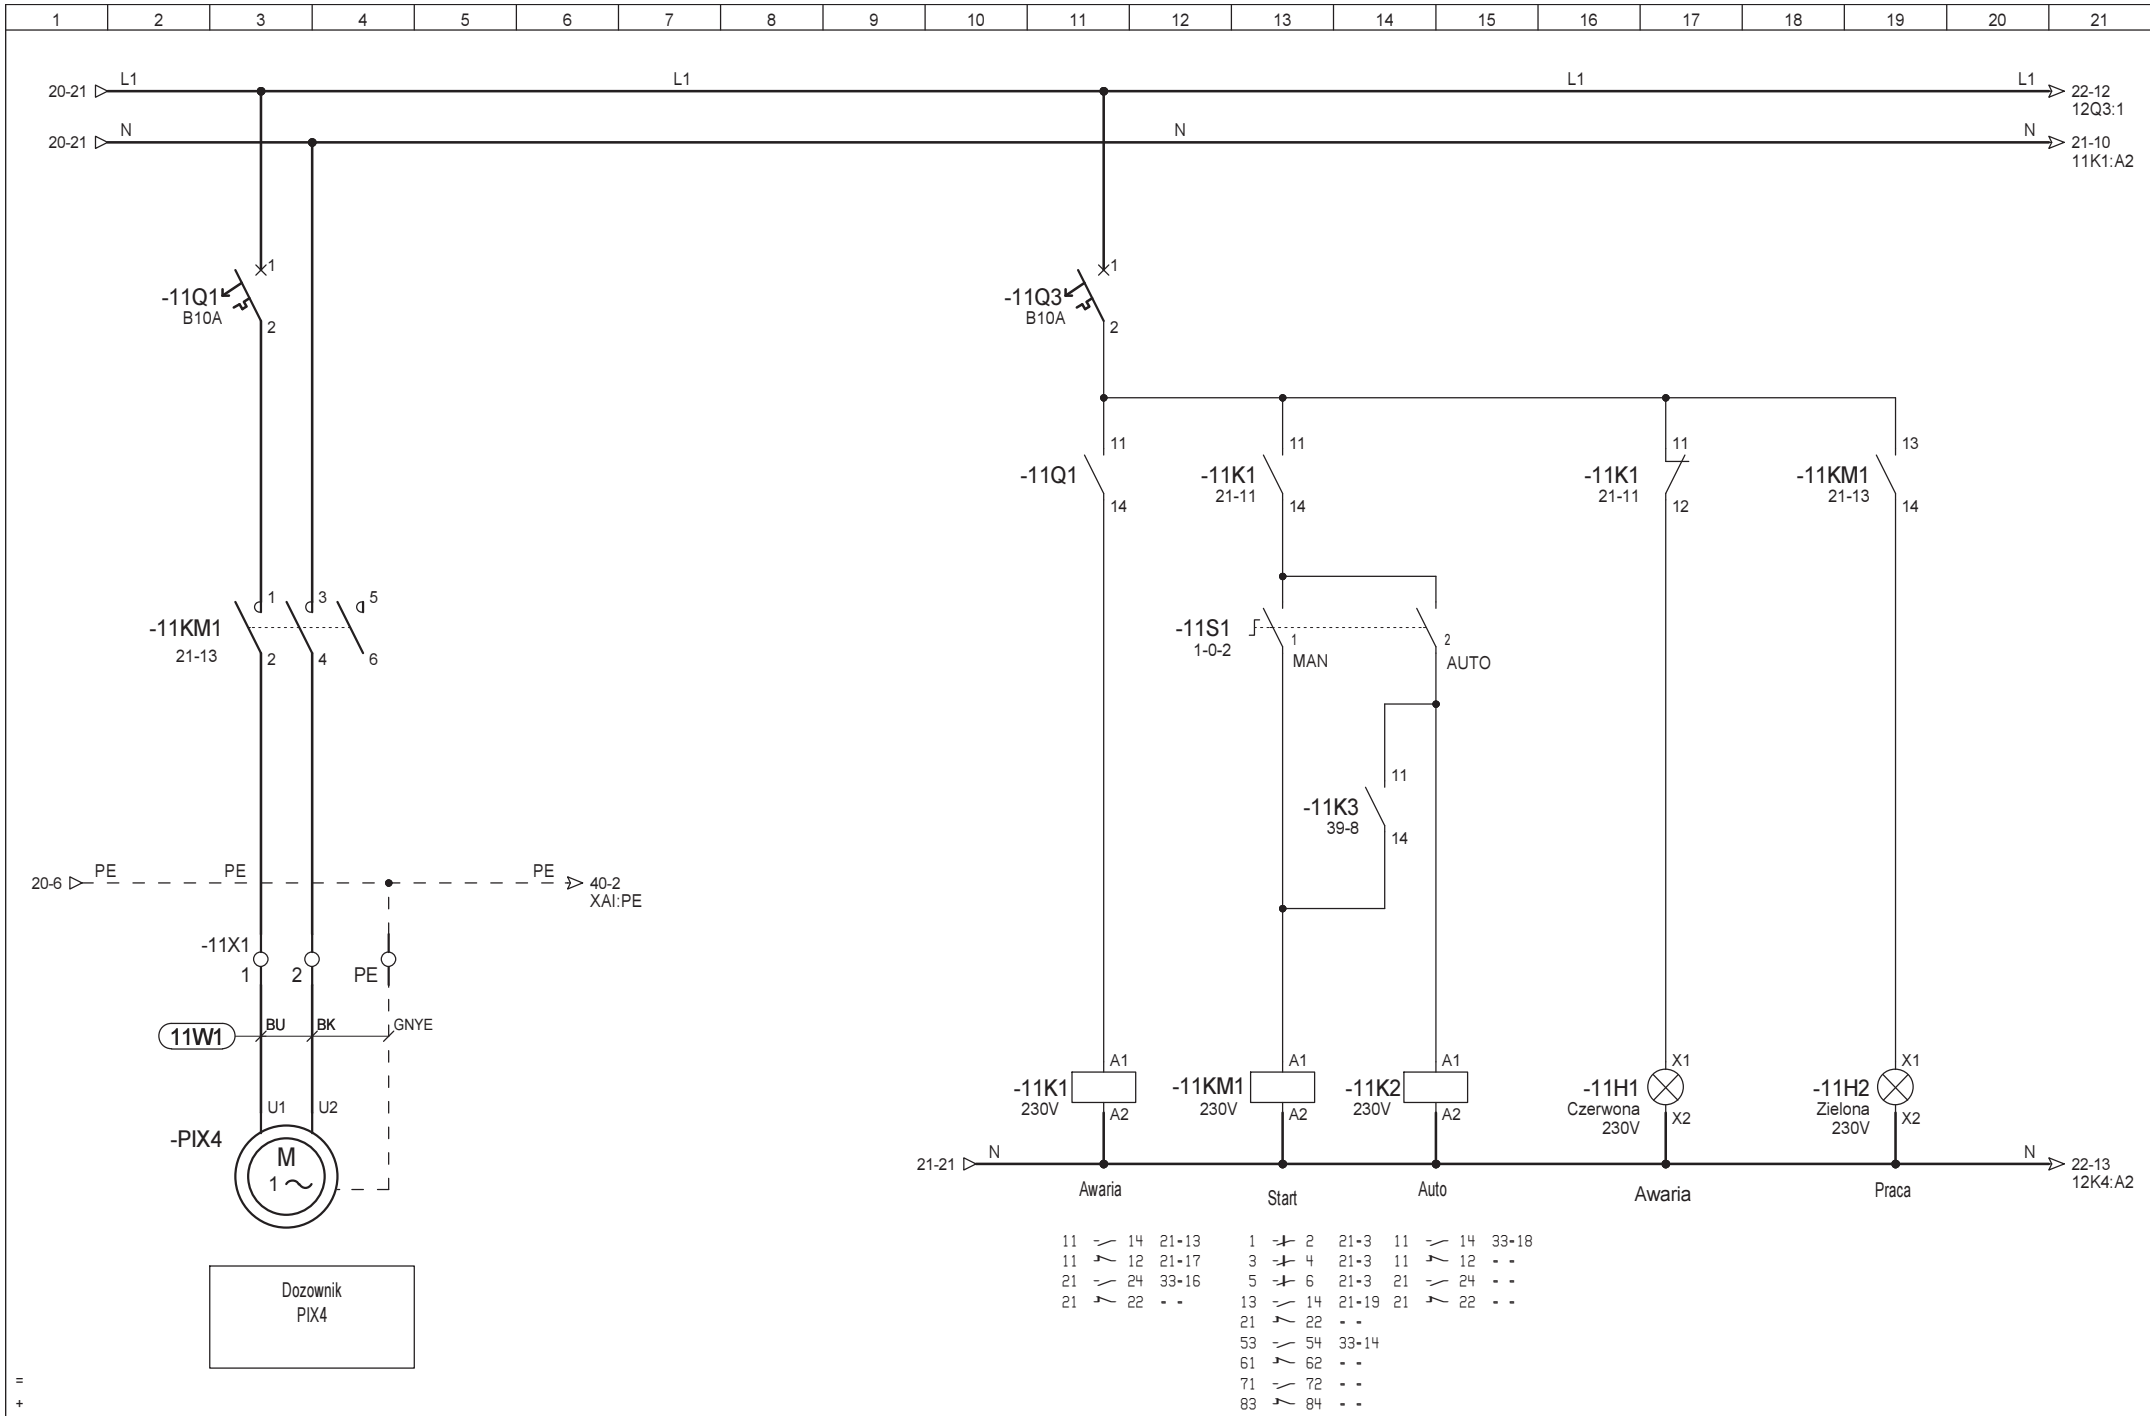 1 2 3 4 5 6 7 8 9 10 11 12 13 14 15 16 17 18 19 20 21
20-21 L1 L1 L1 L1 22-12
12Q3:1
20-21 N N N 21-10
11K1:A2
1 1
-11Q1 -11Q3
B10A B10A
2 2
11 11 11 13
-11Q1 -11K1 -11K1 -11KM1
21-11 21-11 21-13
14 14 12 14
1 3 5
-11KM1 -11S1 1 2
21-13 1-0-2
2 4 6 MAN AUTO
11
-11K3
39-8
14
20-6 PE PE PE 40-2
XAI:PE
-11X1
1 2 PE
11W1 BU BK GNYE
A1 A1 A1 X1 X1
-11K1 -11KM1 -11K2 -11H1 -11H2
230V 230V 230V Czerwona Zielona
230V 230V
A2 A2 A2 X2 X2
U1 U2
-PIX4
M
1
21-21 N N 22-13
12K4:A2
Awaria Start Auto Awaria Praca
11 14 21-13 1 2 21-3 11 14 33-18
11 12 21-17 3 4 21-3 11 12 - -
21 24 33-16 5 6 21-3 21 24 - -
21 22 - - 13 14 21-19 21 22 - -
21 22 - -
53 54 33-14
61 62 - -
71 72 - -
83 84 - -
Dozownik
PIX4
=
+